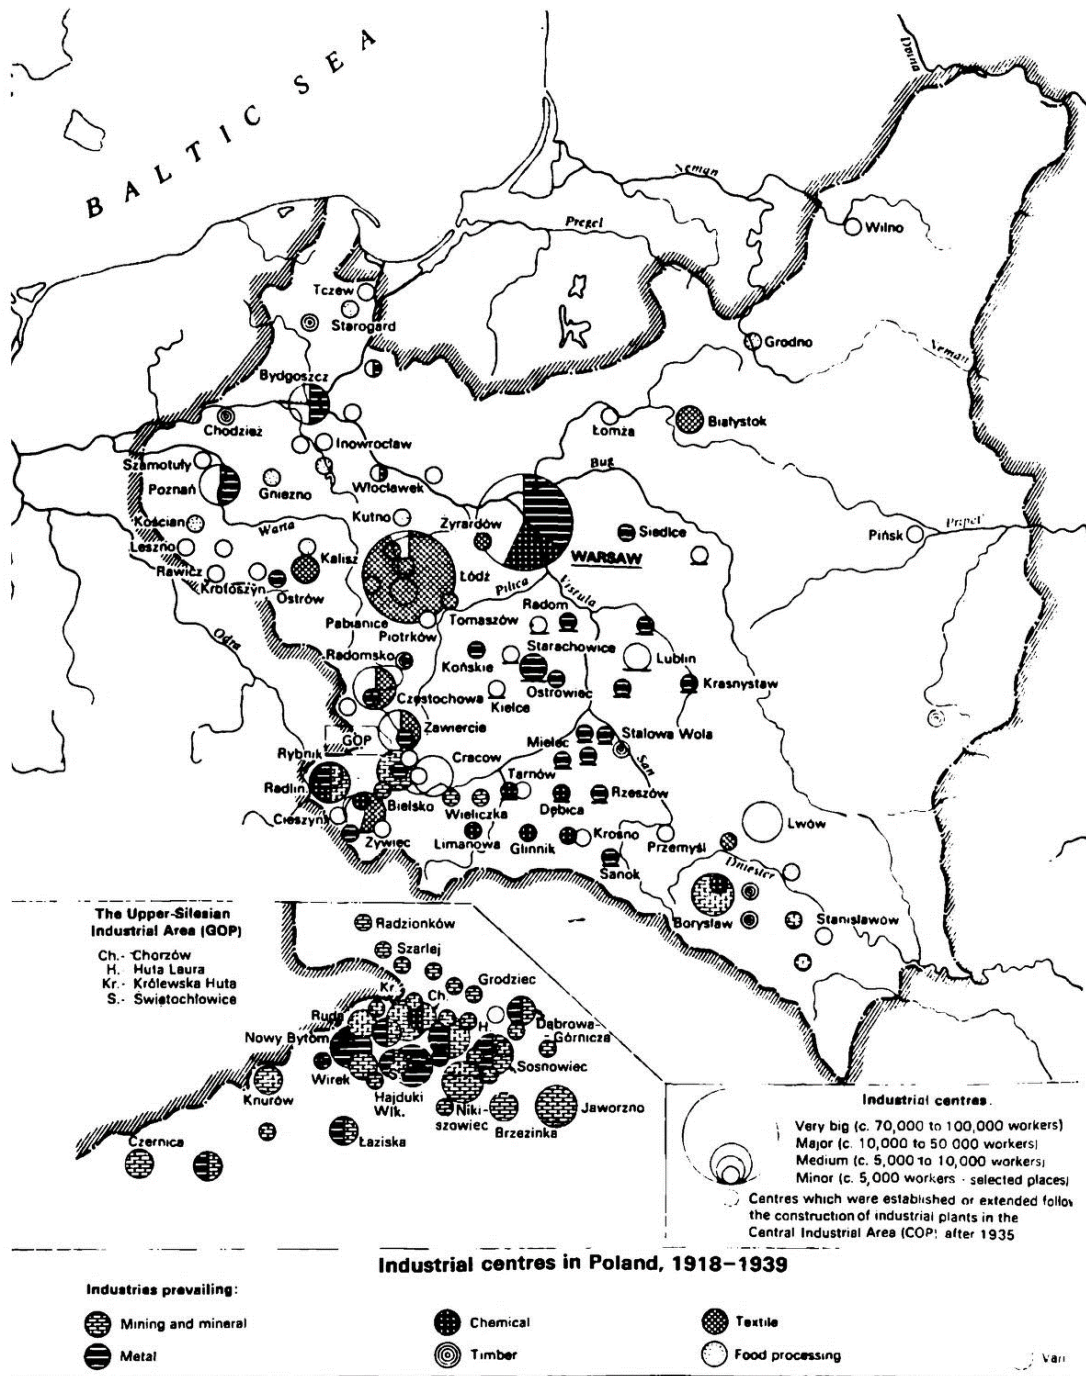 BALTIC SEA
Dźwina
Neman
Pregel
Wilno
Tczew
Starogard
Grodno
Neman
Bydgoszcz
Chodzież
Łomża
Białystok
Inowrocław
Szamotuły
Bug
Poznań
Gniezno
Włocławek
Kościan
Kutno
Żyrardów
Siedlce
Warta
Pińsk
Pripet
Leszno
WARSAW
Kalisz
Łódź
Rawicz
Krotoszyn
Ostrów
Pilica
Vistula
Pabianice
Tomaszów
Radom
Odra
Piotrków
Radomsko
Starachowice
Końskie
Lublin
Ostrowiec
Krasnystaw
Częstochowa
Kielce
Zawiercie
Stalowa Wola
GOP
Mielec
Rybnik
Cracow
San
Tarnów
Radlin
Bielsko
Rzeszów
Wieliczka
Dębica
Cieszyn
Lwów
Żywiec
Limanowa
Glinnik
Krosno
Przemyśl
Sanok
Dniester
Borysław
Stanisławów
The Upper-Silesian
Industrial Area (GOP)
Ch.- Chorzów
H. Huta Laura
Kr.- Królewska Huta
S.- Świętochłowice
Radzionków
Szarlej
Grodziec
Kr.
Ch.
Ruda
H.
Dąbrowa-
Górnicza
Nowy Bytom
Sosnowiec
Wirek
Knurów
Hajduki
Wlk.
Niki-
szowiec
Jaworzno
Brzezinka
Czernica
Łaziska
Industrial centres.
Very big (c. 70,000 to 100,000 workers)
Major (c. 10,000 to 50 000 workers)
Medium (c. 5,000 to 10,000 workers)
Minor (c. 5,000 workers - selected places)
Centres which were established or extended follow
the construction of industrial plants in the
Central Industrial Area (COP) after 1935
Industrial centres in Poland, 1918–1939
Industries prevailing:
Mining and mineral
Chemical
Textile
Metal
Timber
Food processing
Vari